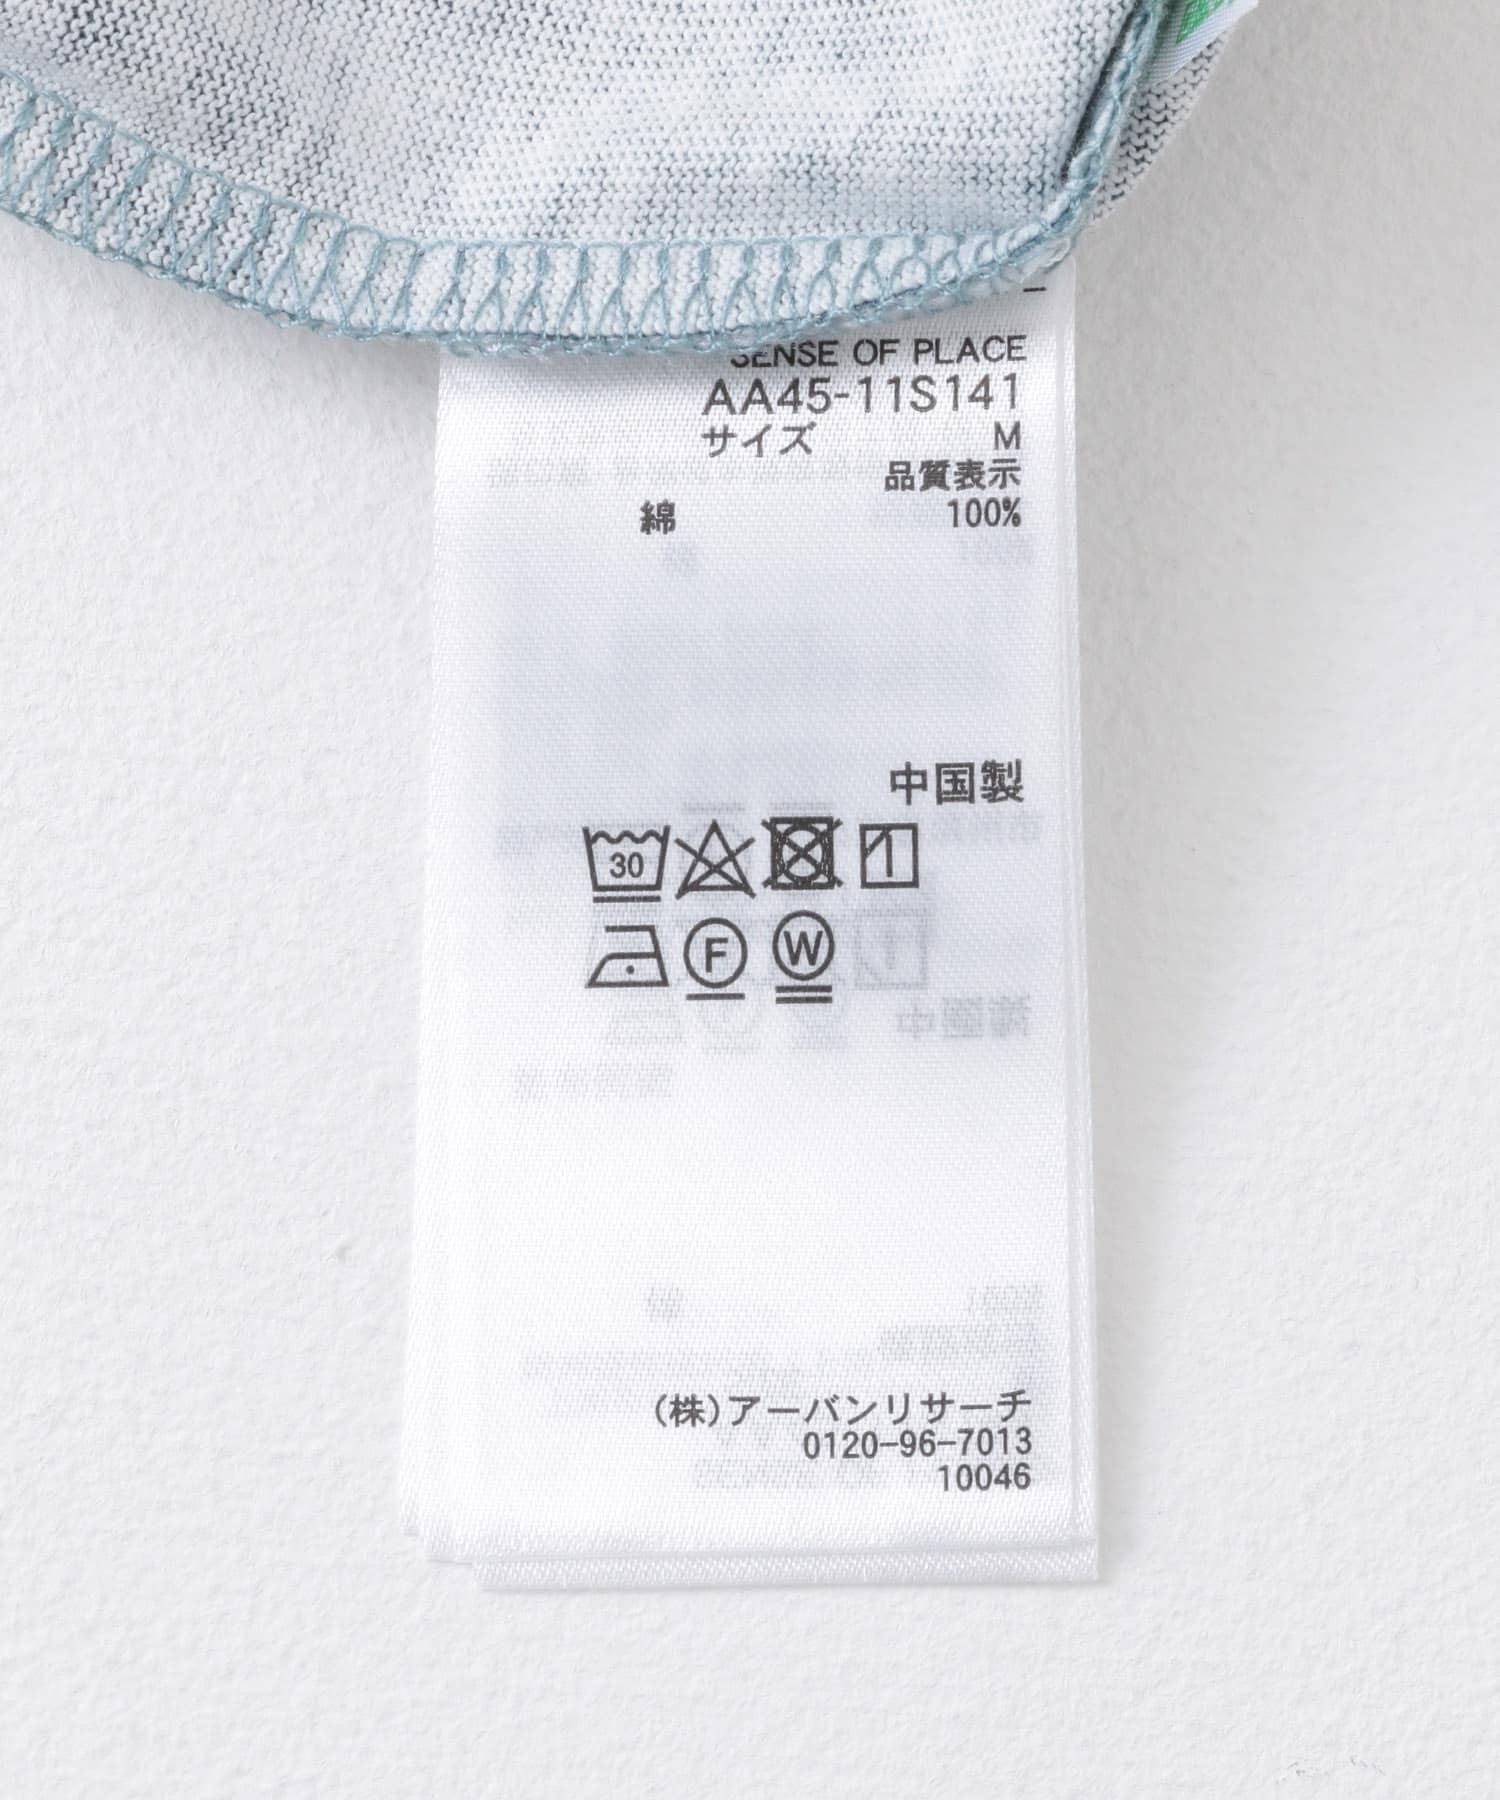 SENSE OF PLACE
AA45-11S141
サイズ M
品質表示
綿 100%
中国製
30
F W
(株)アーバンリサーチ
0120-96-7013
10046